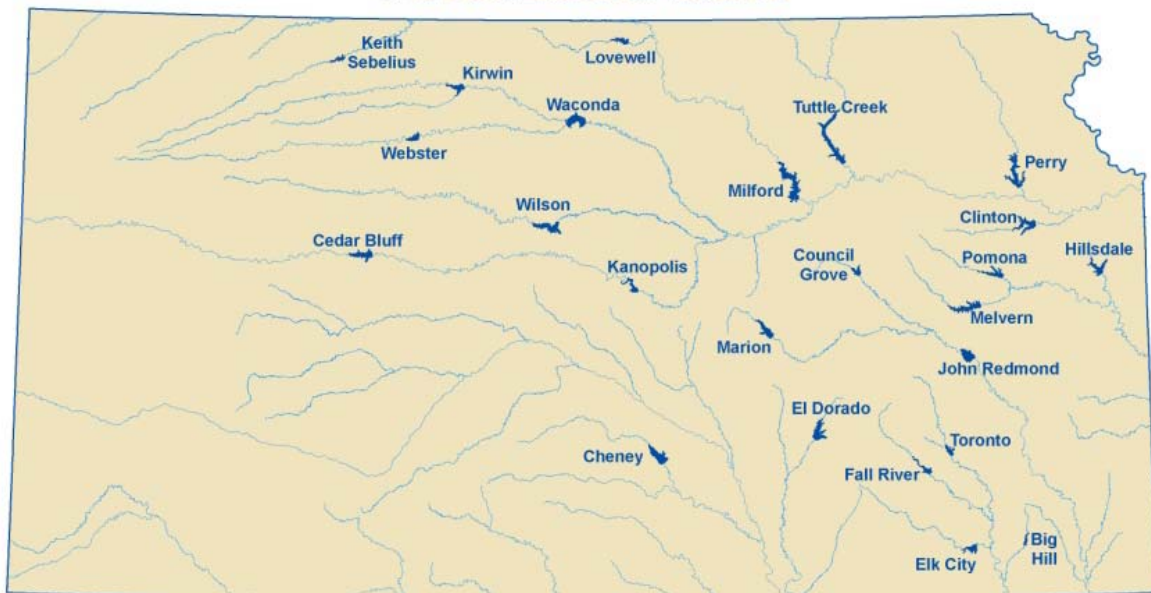 Keith
Sebelius
Lovewell
Kirwin
Waconda
Tuttle Creek
Webster
Perry
Milford
Wilson
Clinton
Cedar Bluff
Council
Grove
Pomona
Hillsdale
Kanopolis
Melvern
Marion
John Redmond
El Dorado
Toronto
Cheney
Fall River
Big
Hill
Elk City